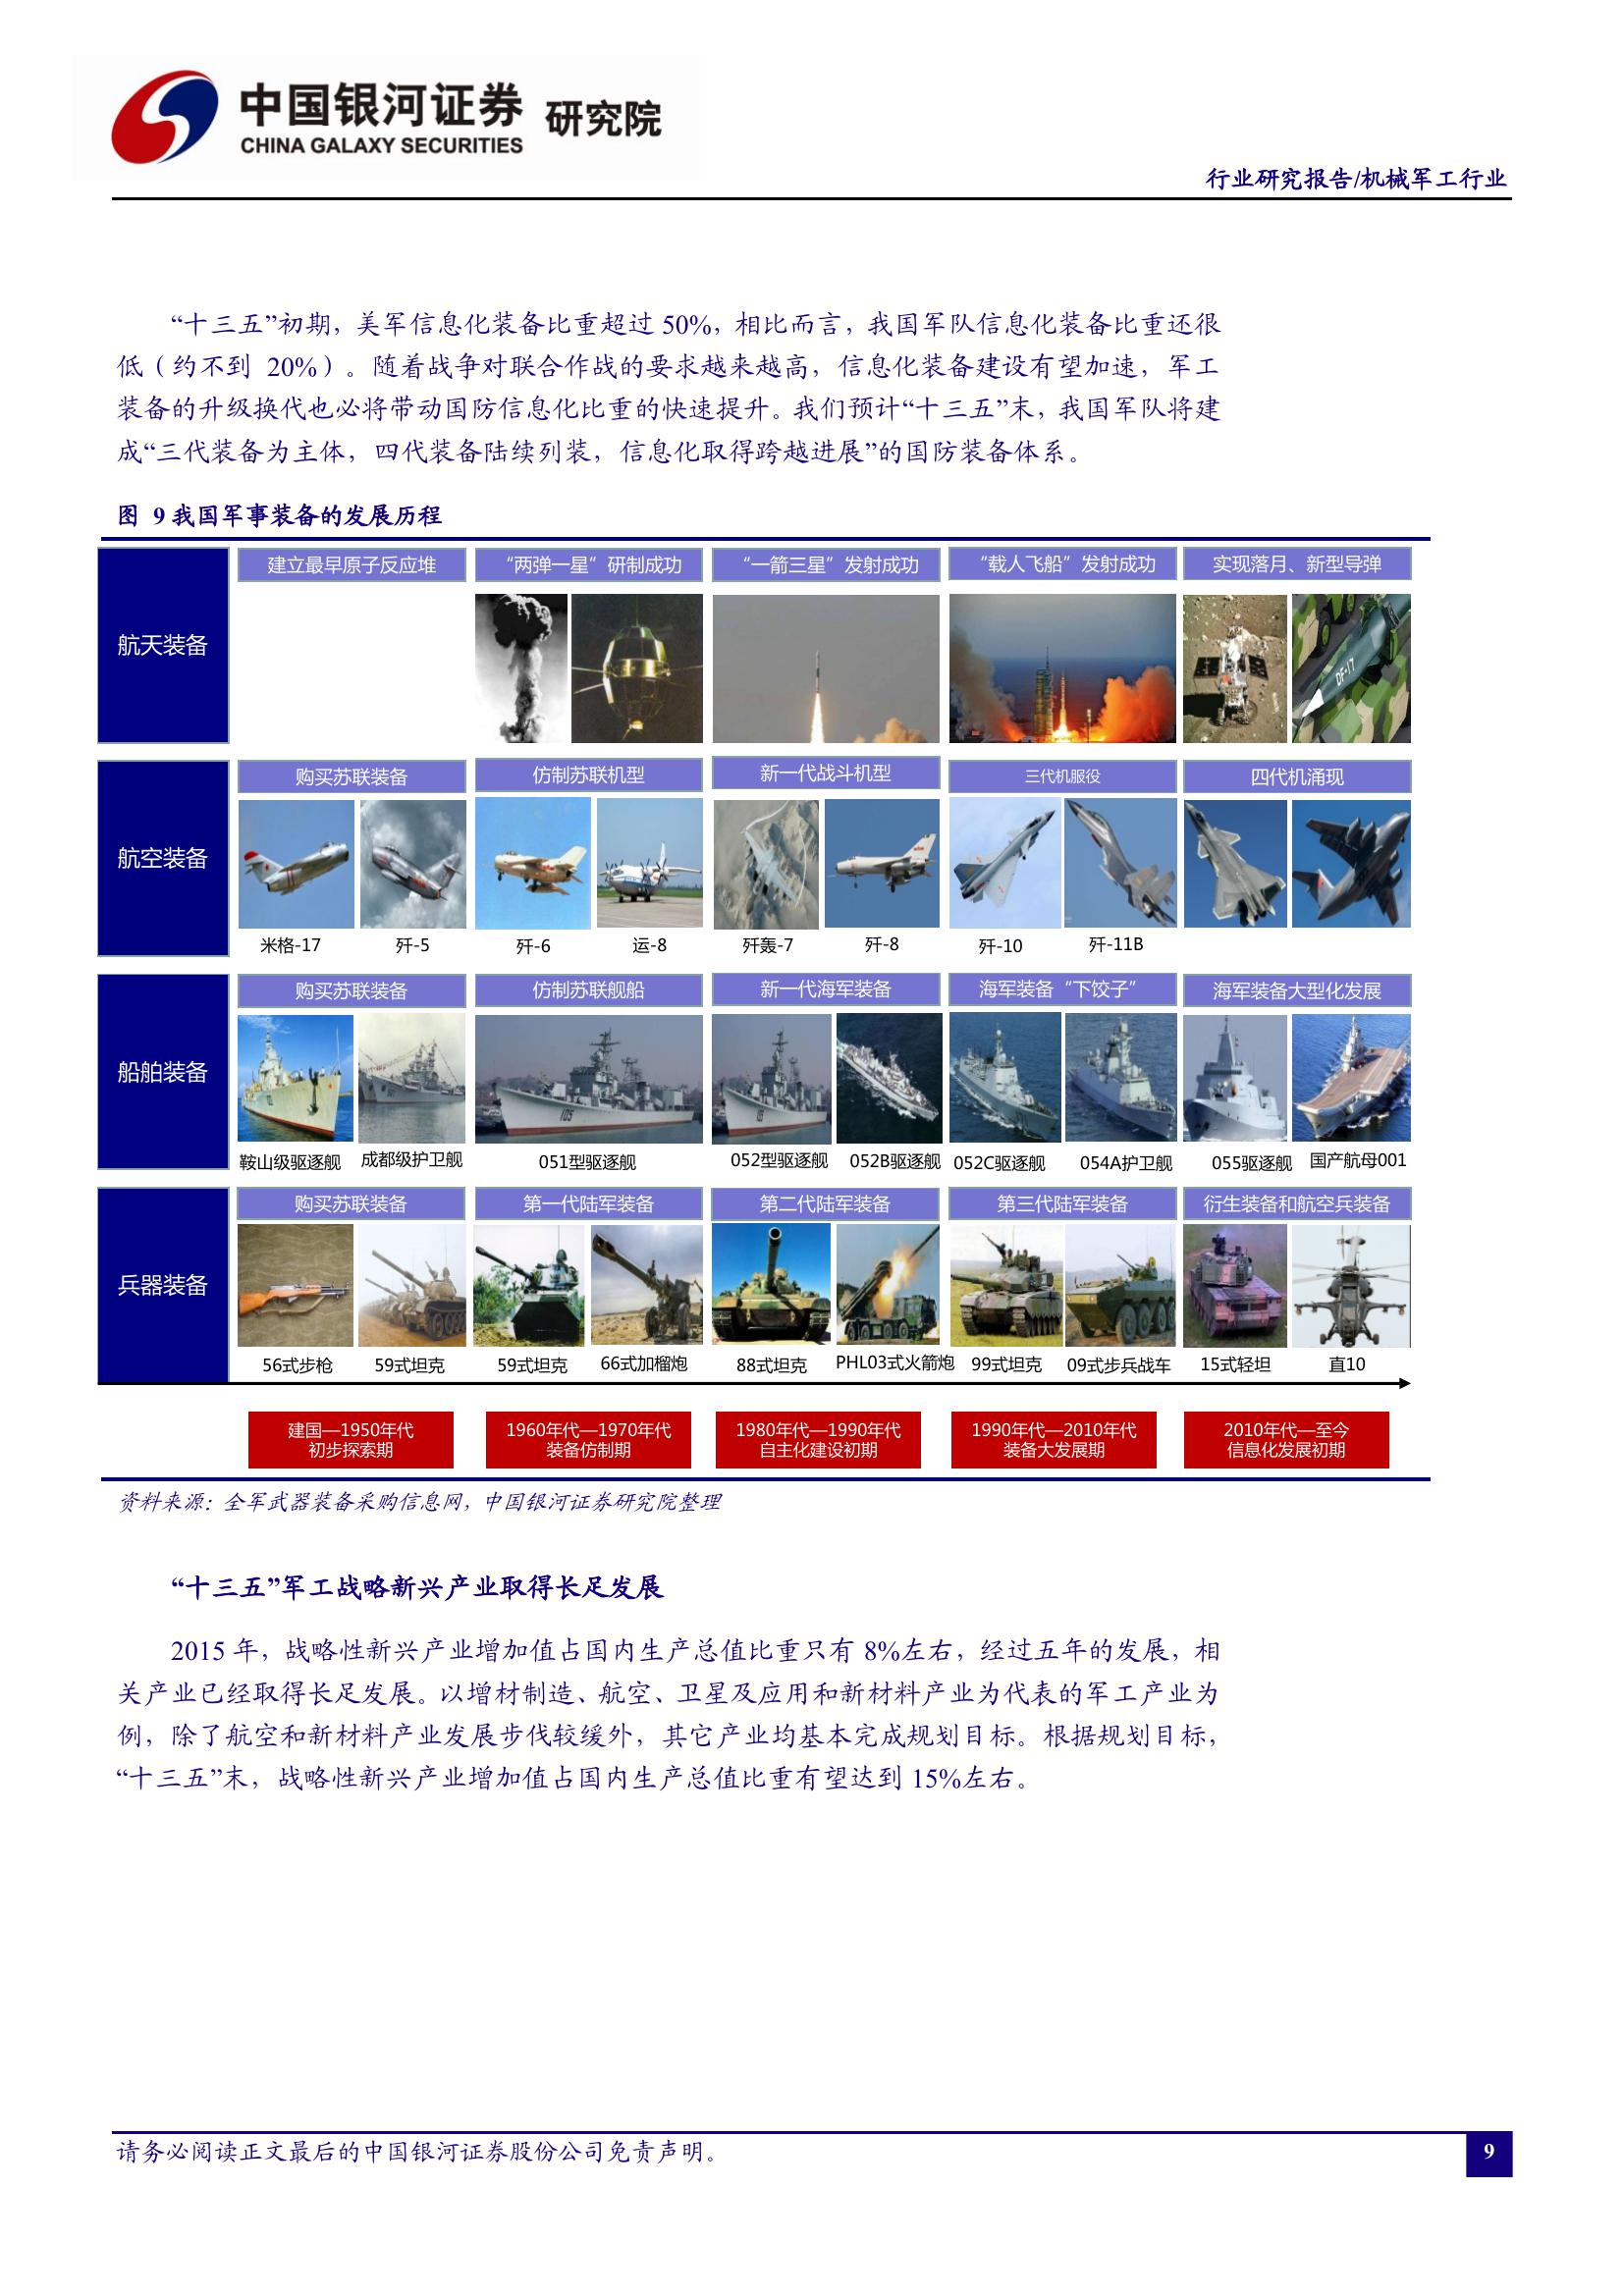 中国银河证券 研究院
CHINA GALAXY SECURITIES
行业研究报告/机械军工行业
“十三五”初期，美军信息化装备比重超过 50%，相比而言，我国军队信息化装备比重还很
低（约不到 20%）。随着战争对联合作战的要求越来越高，信息化装备建设有望加速，军工
装备的升级换代也必将带动国防信息化比重的快速提升。我们预计“十三五”末，我国军队将建
成“三代装备为主体，四代装备陆续列装，信息化取得跨越进展”的国防装备体系。
图 9 我国军事装备的发展历程
航天装备
建立最早原子反应堆
“两弹一星”研制成功
“一箭三星”发射成功
“载人飞船”发射成功
实现落月、新型导弹
DF-17
航空装备
购买苏联装备
仿制苏联机型
新一代战斗机型
三代机服役
四代机涌现
米格-17
歼-5
歼-6
运-8
歼轰-7
歼-8
歼-10
歼-11B
船舶装备
购买苏联装备
仿制苏联舰船
新一代海军装备
海军装备“下饺子”
海军装备大型化发展
105
鞍山级驱逐舰
成都级护卫舰
051型驱逐舰
052型驱逐舰
052B驱逐舰
052C驱逐舰
054A护卫舰
055驱逐舰
国产航母001
兵器装备
购买苏联装备
第一代陆军装备
第二代陆军装备
第三代陆军装备
衍生装备和航空兵装备
56式步枪
59式坦克
59式坦克
66式加榴炮
88式坦克
PHL03式火箭炮
99式坦克
09式步兵战车
15式轻坦
直10
建国—1950年代
初步探索期
1960年代—1970年代
装备仿制期
1980年代—1990年代
自主化建设初期
1990年代—2010年代
装备大发展期
2010年代—至今
信息化发展初期
资料来源：全军武器装备采购信息网，中国银河证券研究院整理
“十三五”军工战略新兴产业取得长足发展
2015 年，战略性新兴产业增加值占国内生产总值比重只有 8%左右，经过五年的发展，相
关产业已经取得长足发展。以增材制造、航空、卫星及应用和新材料产业为代表的军工产业为
例，除了航空和新材料产业发展步伐较缓外，其它产业均基本完成规划目标。根据规划目标，
“十三五”末，战略性新兴产业增加值占国内生产总值比重有望达到 15%左右。
请务必阅读正文最后的中国银河证券股份公司免责声明。
9